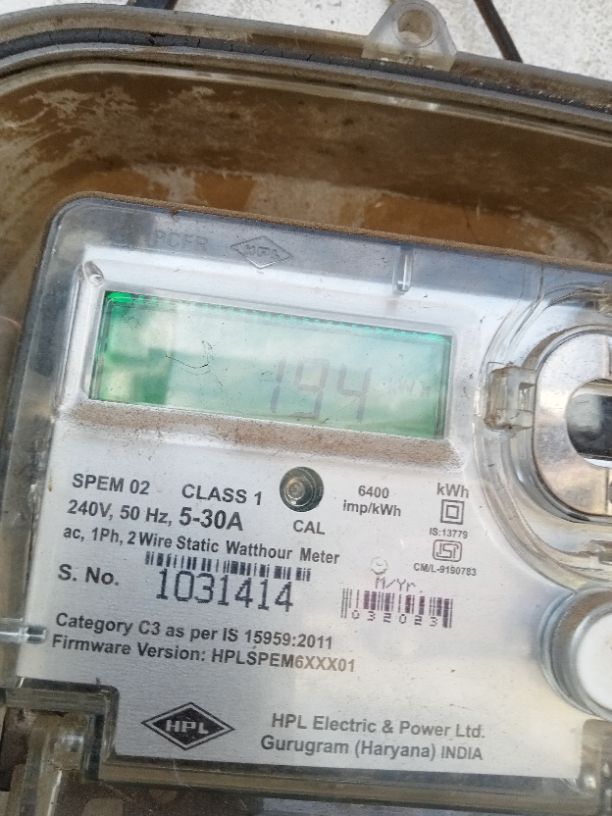 194
SPEM 02 CLASS 1
240V, 50 Hz, 5-30A
ac, 1Ph, 2 Wire Static Watthour Meter
CAL
6400
imp/kWh
kWh
IS:13779
CM/L-9190783
S. No. 1031414
M/Yr.
032023
Category C3 as per IS 15959:2011
Firmware Version: HPLSPEM6XXX01
HPL
HPL Electric & Power Ltd.
Gurugram (Haryana) INDIA